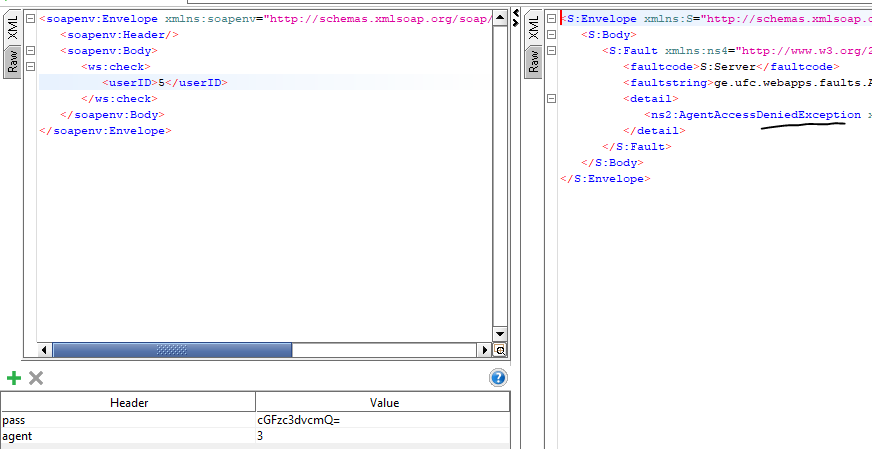 XML
Raw
<soapenv:Envelope xmlns:soapenv="http://schemas.xmlsoap.org/soap/
<soapenv:Header/>
<soapenv:Body>
<ws:check>
<userID>5</userID>
</ws:check>
</soapenv:Body>
</soapenv:Envelope>
Header Value
pass cGFzc3dvcmQ=
agent 3
XML
Raw
<S:Envelope xmlns:S="http://schemas.xmlsoap.o
<S:Body>
<S:Fault xmlns:ns4="http://www.w3.org/2
<faultcode>S:Server</faultcode>
<faultstring>ge.ufc.webapps.faults.A
<detail>
<ns2:AgentAccessDeniedException x
</detail>
</S:Fault>
</S:Body>
</S:Envelope>